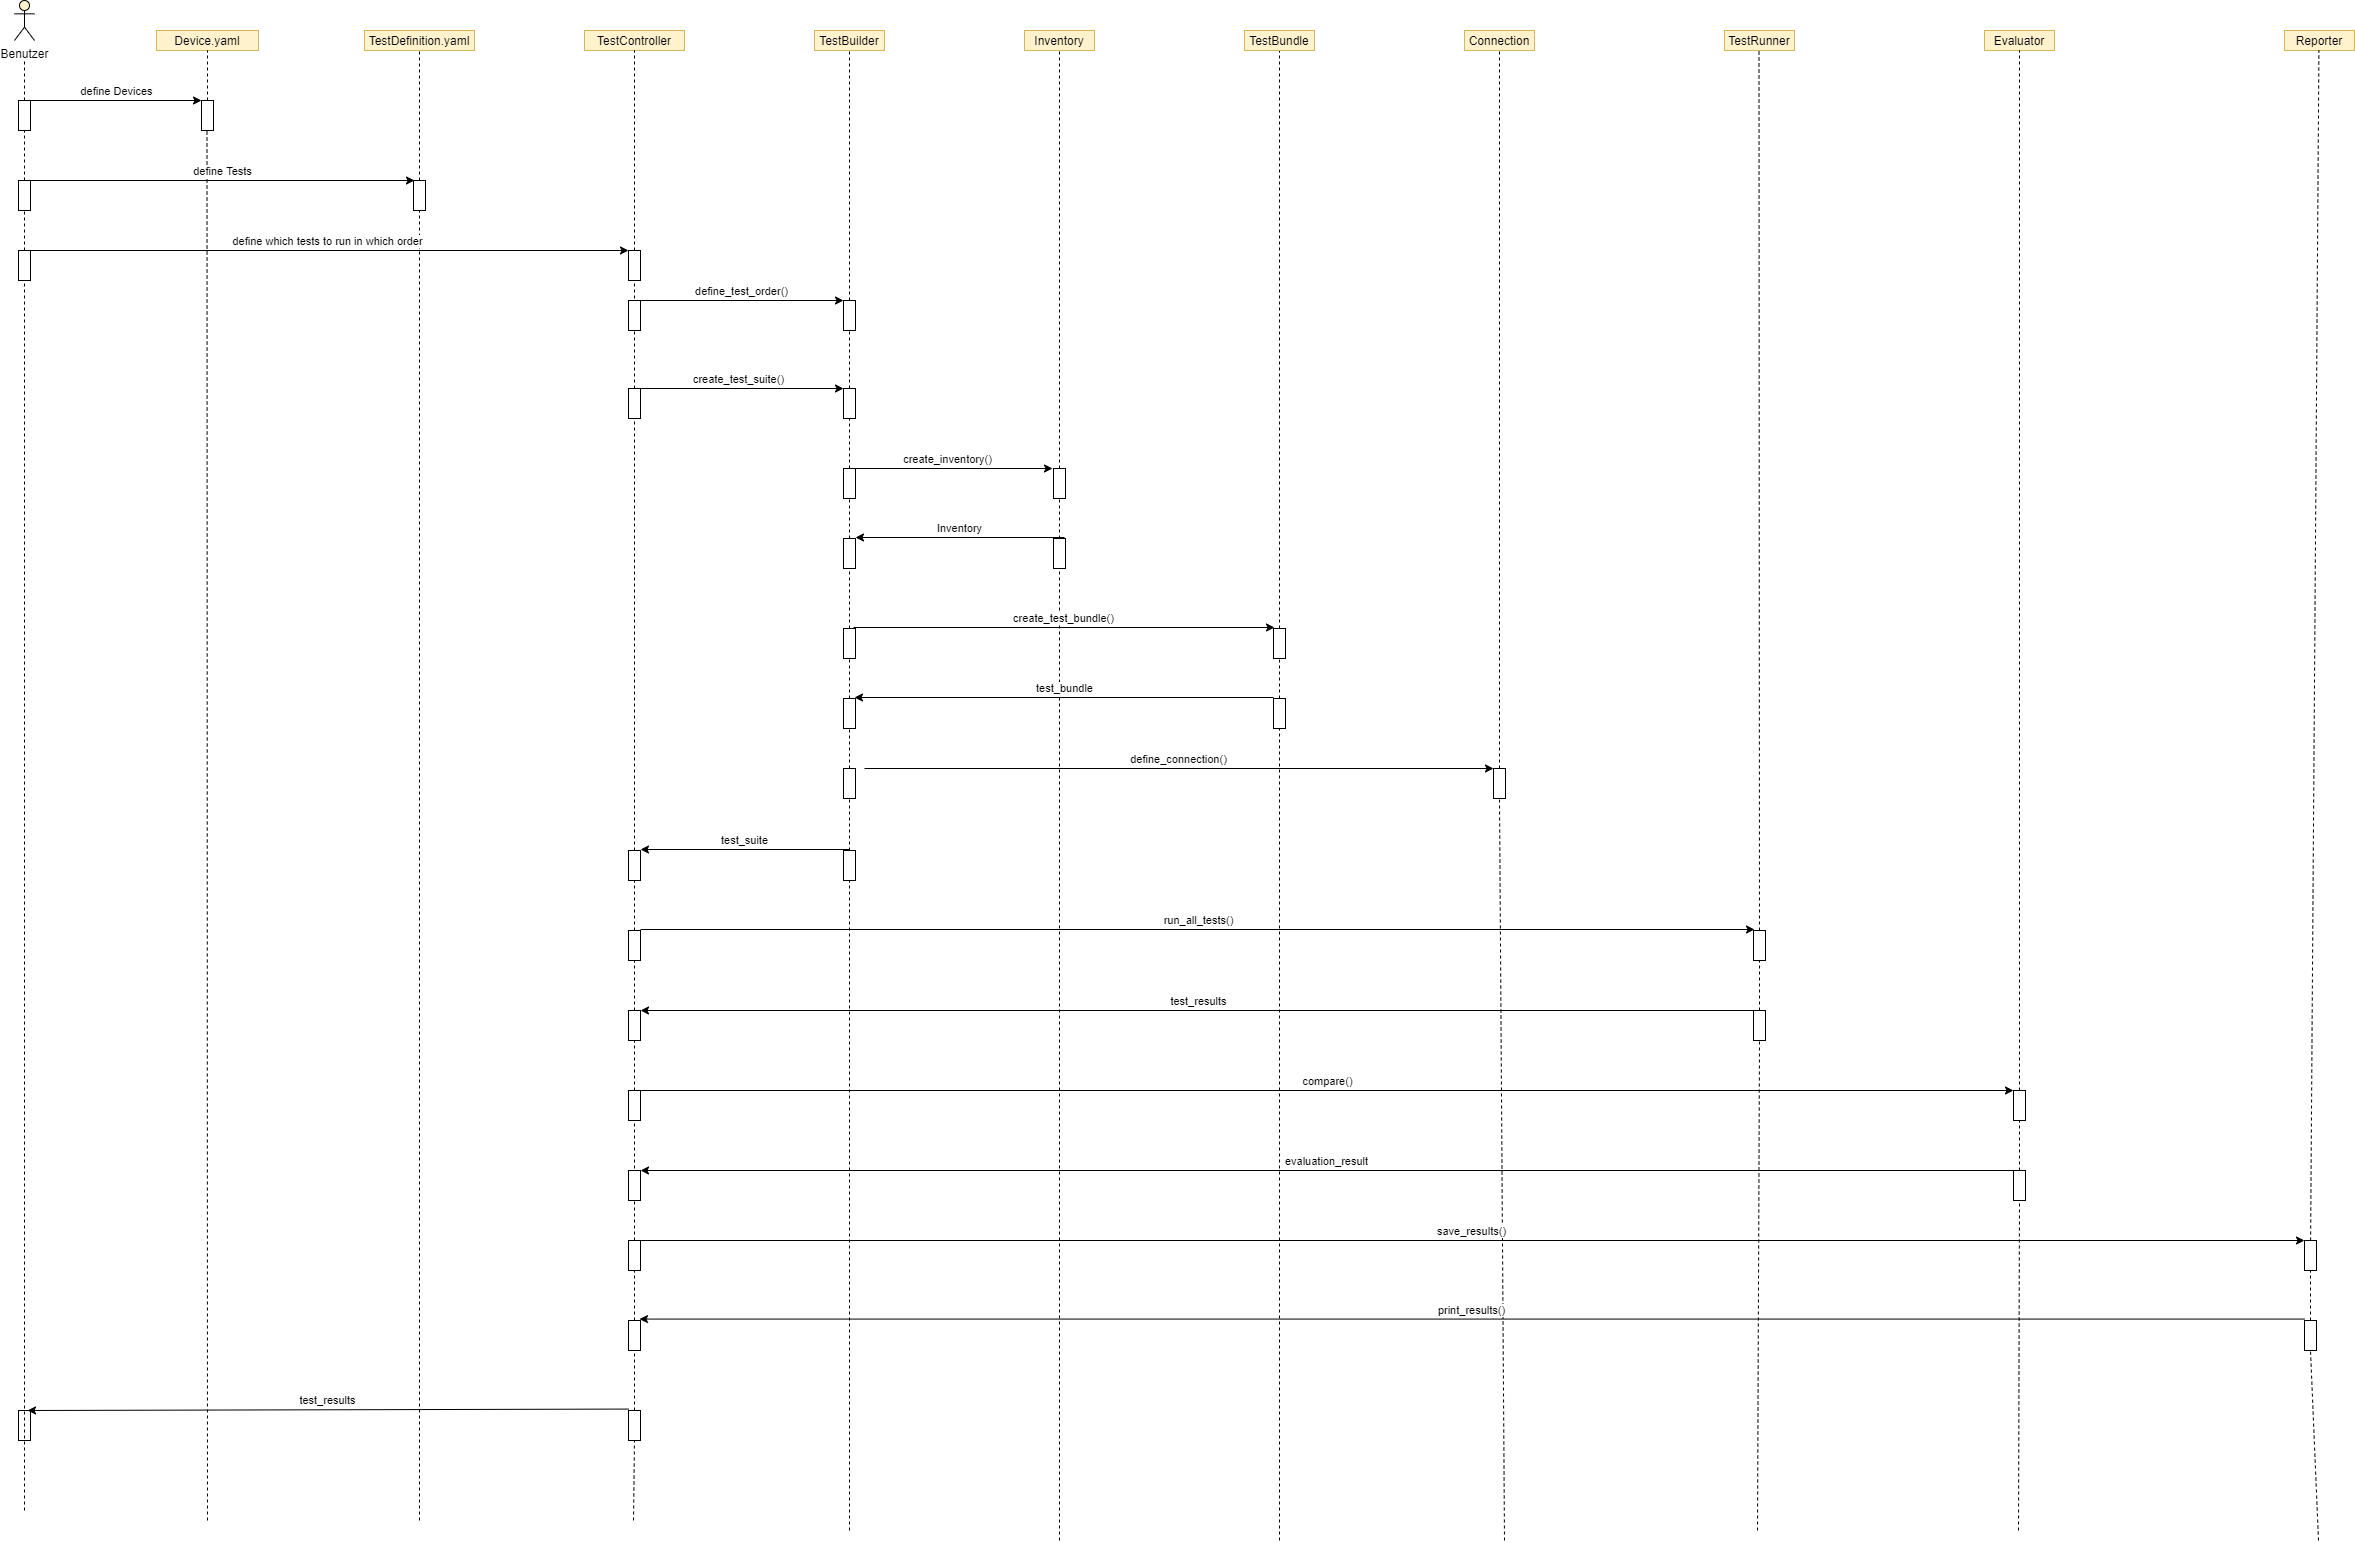 Benutzer
Device.yaml
TestDefinition.yaml
TestController
TestBuilder
Inventory
TestBundle
Connection
TestRunner
Evaluator
Reporter
define Devices
define Tests
define which tests to run in which order
define_test_order()
create_test_suite()
create_inventory()
Inventory
create_test_bundle()
test_bundle
define_connection()
test_suite
run_all_tests()
test_results
compare()
evaluation_result
save_results()
print_results()
test_results